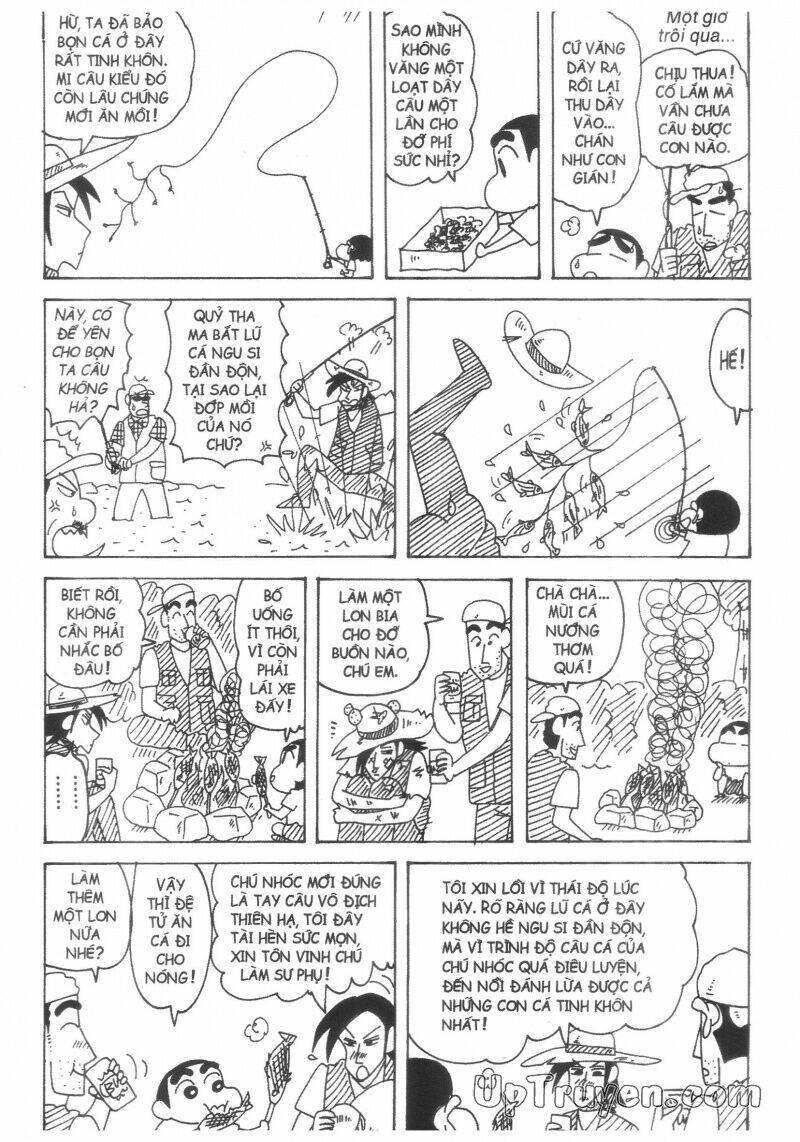 Một giờ
trôi qua...
CHỊU THUA!
CỐ LẮM MÀ
VẪN CHƯA
CÂU ĐƯỢC
CON NÀO.
CỨ VĂNG
DÂY RA,
RỒI LẠI
THU DÂY
VÀO...
CHÁN
NHƯ CON
GIÁN!
SAO MÌNH
KHÔNG
VĂNG MỘT
LOẠT DÂY
CÂU MỘT
LẦN CHO
ĐỠ PHÍ
SỨC NHỈ?
HỪ, TA ĐÃ BẢO
BỌN CÁ Ở ĐÂY
RẤT TINH KHÔN.
MI CÂU KIỂU ĐÓ
CÒN LÂU CHÚNG
MỚI ĂN MỒI!
HẾ!
QUỶ THA
MA BẮT LŨ
CÁ NGU SI
ĐẦN ĐỘN,
TẠI SAO LẠI
ĐỚP MỒI
CỦA NÓ
CHỨ?
NÀY, CÓ
ĐỂ YÊN
CHO BỌN
TA CÂU
KHÔNG
HẢ?
CHÀ CHÀ...
MÙI CÁ
NƯỚNG
THƠM
QUÁ!
LÀM MỘT
LON BIA
CHO ĐỠ
BUỒN NÀO,
CHÚ EM.
BỐ
UỐNG
ÍT THÔI,
VÌ CÒN
PHẢI
LÁI XE
ĐẤY!
BIẾT RỒI,
KHÔNG
CẦN PHẢI
NHẮC BỐ
ĐÂU!
TÔI XIN LỖI VÌ THÁI ĐỘ LÚC
NÃY. RÕ RÀNG LŨ CÁ Ở ĐÂY
KHÔNG HỀ NGU SI ĐẦN ĐỘN,
MÀ VÌ TRÌNH ĐỘ CÂU CÁ CỦA
CHÚ NHÓC QUÁ ĐIÊU LUYỆN,
ĐẾN NỖI ĐÁNH LỪA ĐƯỢC CẢ
NHỮNG CON CÁ TINH KHÔN
NHẤT!
CHÚ NHÓC MỚI ĐÚNG
LÀ TAY CÂU VÔ ĐỊCH
THIÊN HẠ, TÔI ĐÂY
TÀI HÈN SỨC MỌN,
XIN TÔN VINH CHÚ
LÀM SƯ PHỤ!
VẬY
THÌ ĐỆ
TỬ ĂN
CÁ ĐI
CHO
NÓNG!
LÀM
THÊM
MỘT LON
NỮA
NHÉ?
UpTruyen.com